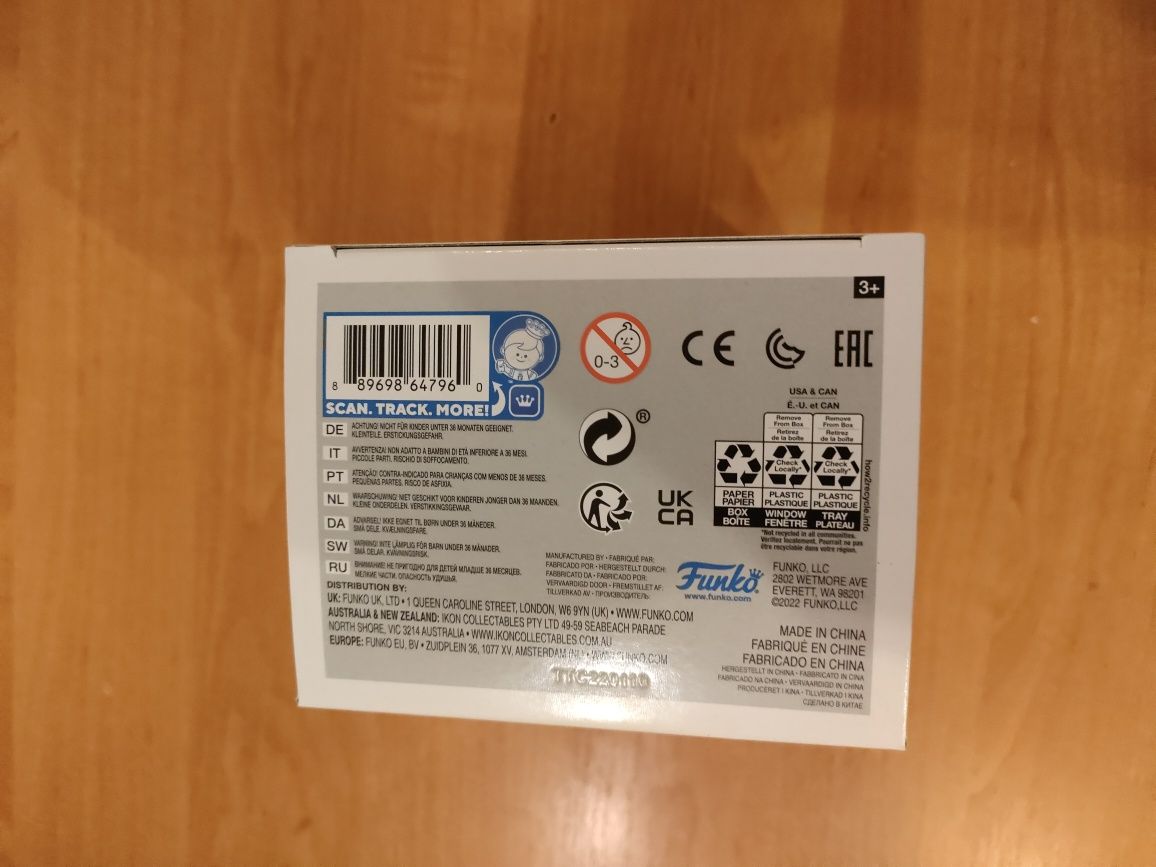 3+
8 89698 64796 0
SCAN. TRACK. MORE!
0-3
CE
EAC
®
UK
CA
USA & CAN
É.-U. et CAN
Remove
From Box
Retirez
de la boîte
Remove
From Box
Retirez
de la boîte
Check
Locally*
Check
Locally*
PAPER
PAPIER
PLASTIC
PLASTIQUE
PLASTIC
PLASTIQUE
BOX
BOÎTE
WINDOW
FENÊTRE
TRAY
PLATEAU
how2recycle.info
*Not recycled in all communities.
Verifiez localement. Pourrait ne pas
être recyclable dans votre région.
DE ACHTUNG! NICHT FÜR KINDER UNTER 36 MONATEN GEEIGNET.
KLEINTEILE. ERSTICKUNGSGEFAHR.
IT AVVERTENZA! NON ADATTO A BAMBINI DI ETÀ INFERIORE A 36 MESI.
PICCOLE PARTI. RISCHIO DI SOFFOCAMENTO.
PT ATENÇÃO! CONTRA-INDICADO PARA CRIANÇAS COM MENOS DE 36 MESES.
PEQUENAS PARTES. RISCO DE ASFIXIA.
NL WAARSCHUWING! NIET GESCHIKT VOOR KINDEREN JONGER DAN 36 MAANDEN.
KLEINE ONDERDELEN. VERSTIKKINGSGEVAAR.
DA ADVARSEL! IKKE EGNET TIL BØRN UNDER 36 MÅNEDER.
SMÅ DELE. KVÆLNINGSFARE.
SW VARNING! INTE LÄMPLIG FÖR BARN UNDER 36 MÅNADER.
SMÅ DELAR. KVÄVNINGSRISK.
RU ВНИМАНИЕ! НЕ ПРИГОДНО ДЛЯ ДЕТЕЙ МЛАДШЕ 36 МЕСЯЦЕВ.
МЕЛКИЕ ЧАСТИ. ОПАСНОСТЬ УДУШЬЯ.
MANUFACTURED BY • FABRIQUÉ PAR:
FABRICADO POR • HERGESTELLT DURCH:
FABBRICATO DA • FABRICADO POR:
VERVAARDIGD DOOR • FREMSTILLET AF:
TILLVERKAD AV • ПРОИЗВОДИТЕЛЬ:
Funko
www.funko.com
FUNKO, LLC
2802 WETMORE AVE
EVERETT, WA 98201
©2022 FUNKO,LLC
DISTRIBUTION BY:
UK: FUNKO UK, LTD • 1 QUEEN CAROLINE STREET, LONDON, W6 9YN (UK) • WWW.FUNKO.COM
AUSTRALIA & NEW ZEALAND: IKON COLLECTABLES PTY LTD 49-59 SEABEACH PARADE
NORTH SHORE, VIC 3214 AUSTRALIA • WWW.IKONCOLLECTABLES.COM.AU
EUROPE: FUNKO EU, BV • ZUIDPLEIN 36, 1077 XV, AMSTERDAM (NL) • WWW.FUNKO.COM
MADE IN CHINA
FABRIQUÉ EN CHINE
FABRICADO EN CHINA
HERGESTELLT IN CHINA • FABBRICATO IN CINA
FABRICADO NA CHINA • VERVAARDIGD IN CHINA
PRODUCERET I KINA • TILLVERKAD I KINA
СДЕЛАНО В КИТАЕ